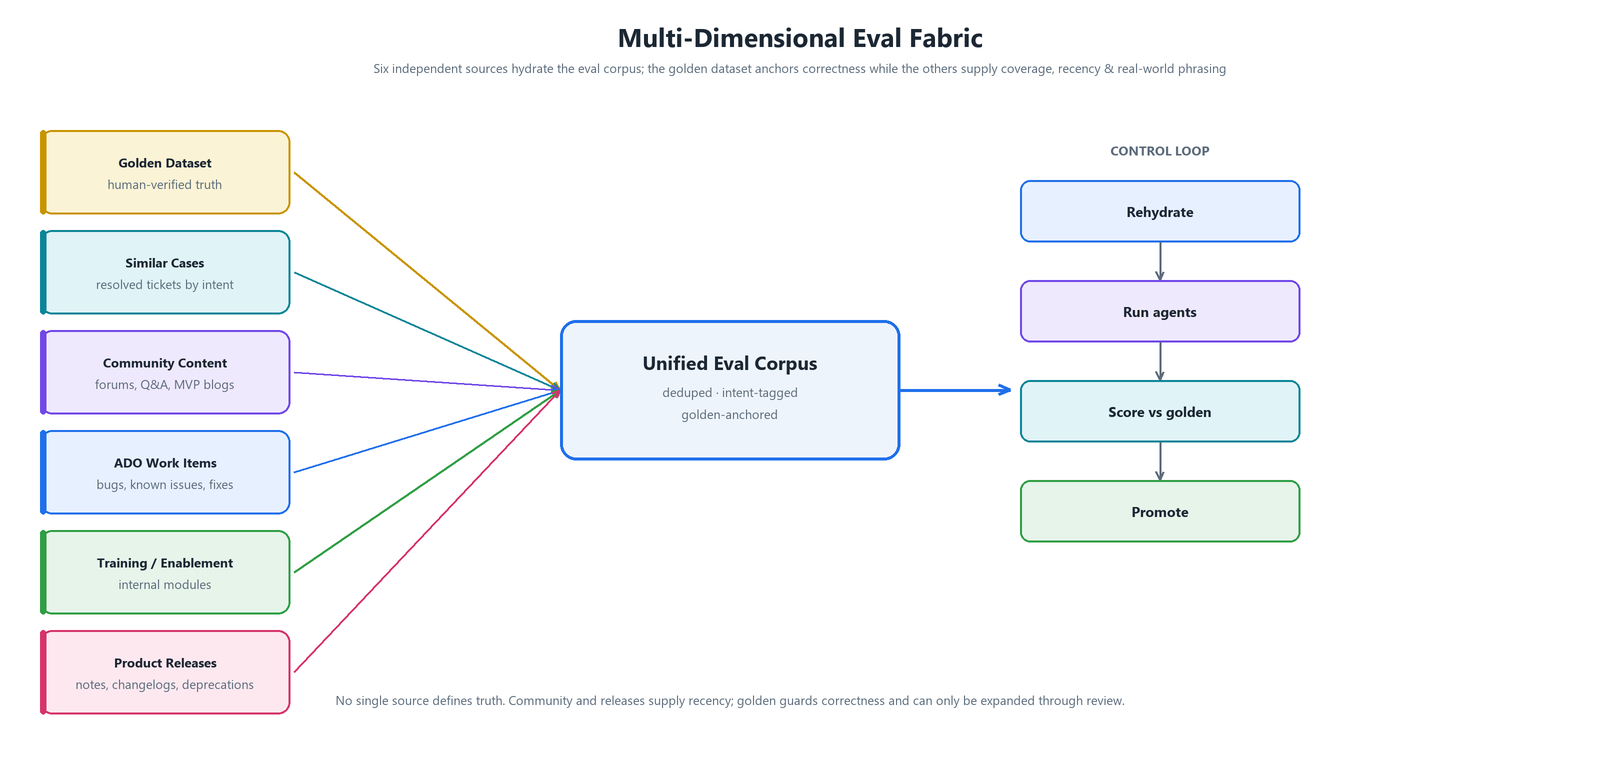 Multi-Dimensional Eval Fabric
Six independent sources hydrate the eval corpus; the golden dataset anchors correctness while the others supply coverage, recency & real-world phrasing
Golden Dataset
human-verified truth
Similar Cases
resolved tickets by intent
Community Content
forums, Q&A, MVP blogs
ADO Work Items
bugs, known issues, fixes
Training / Enablement
internal modules
Product Releases
notes, changelogs, deprecations
Unified Eval Corpus
deduped · intent-tagged
golden-anchored
CONTROL LOOP
Rehydrate
Run agents
Score vs golden
Promote
No single source defines truth. Community and releases supply recency; golden guards correctness and can only be expanded through review.